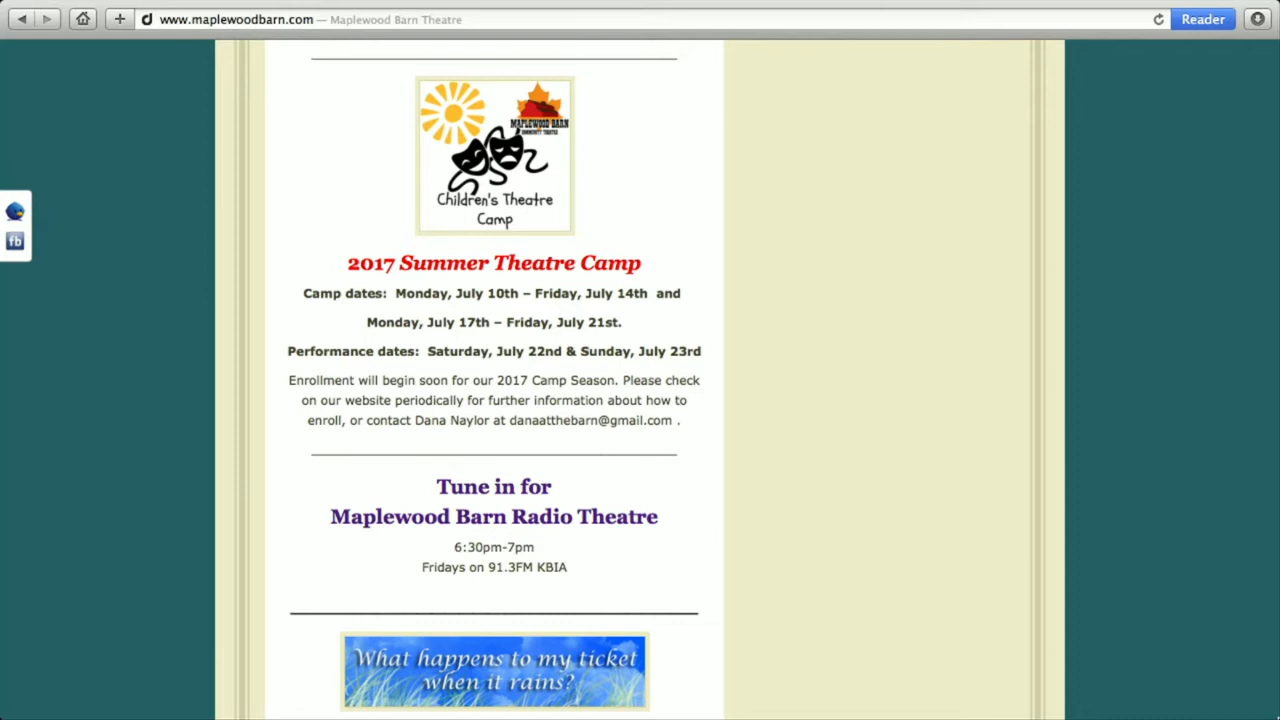 www.maplewoodbarn.com — Maplewood Barn Theatre
Reader
MAPLEWOOD BARN
COMMUNITY THEATRE
Children's Theatre
Camp
fb
2017 Summer Theatre Camp
Camp dates: Monday, July 10th – Friday, July 14th and
Monday, July 17th – Friday, July 21st.
Performance dates: Saturday, July 22nd & Sunday, July 23rd
Enrollment will begin soon for our 2017 Camp Season. Please check
on our website periodically for further information about how to
enroll, or contact Dana Naylor at danaatthebarn@gmail.com .
Tune in for
Maplewood Barn Radio Theatre
6:30pm-7pm
Fridays on 91.3FM KBIA
What happens to my ticket
when it rains?